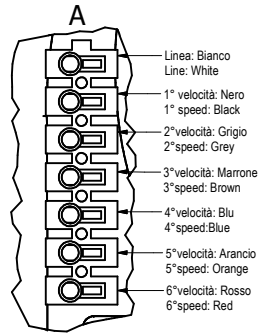 A
Linea: Bianco
Line: White
1° velocità: Nero
1° speed: Black
2°velocità: Grigio
2°speed: Grey
3°velocità: Marrone
3°speed: Brown
4°velocità: Blu
4°speed:Blue
5°velocità: Arancio
5°speed: Orange
6°velocità: Rosso
6°speed: Red